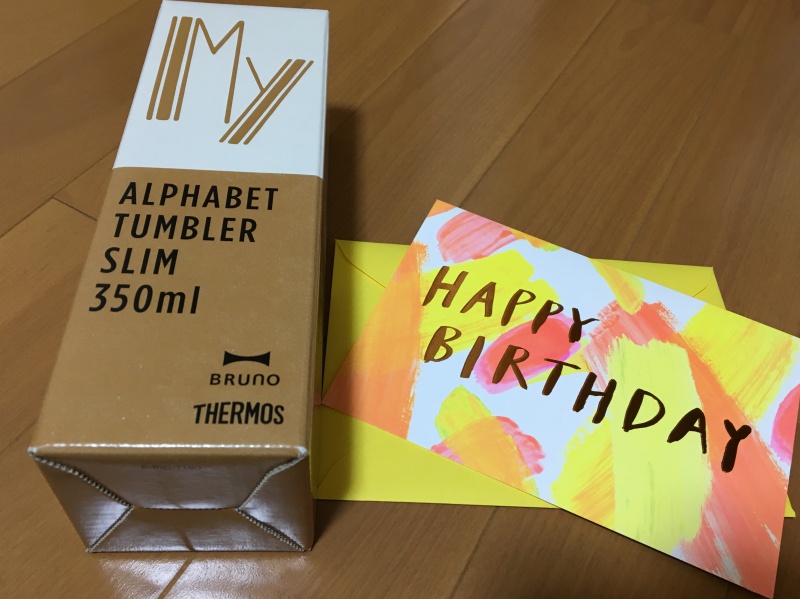 My
ALPHABET
TUMBLER
SLIM
350ml
BRUNO
THERMOS
HAPPY
BIRTHDAY